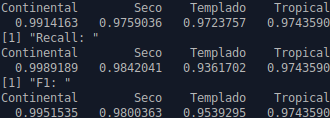 Continental Seco Templado Tropical
0.9914163 0.9759036 0.9723757 0.9743590
[1] "Recall: "
Continental Seco Templado Tropical
0.9989189 0.9842041 0.9361702 0.9743590
[1] "F1: "
Continental Seco Templado Tropical
0.9951535 0.9800363 0.9539295 0.9743590